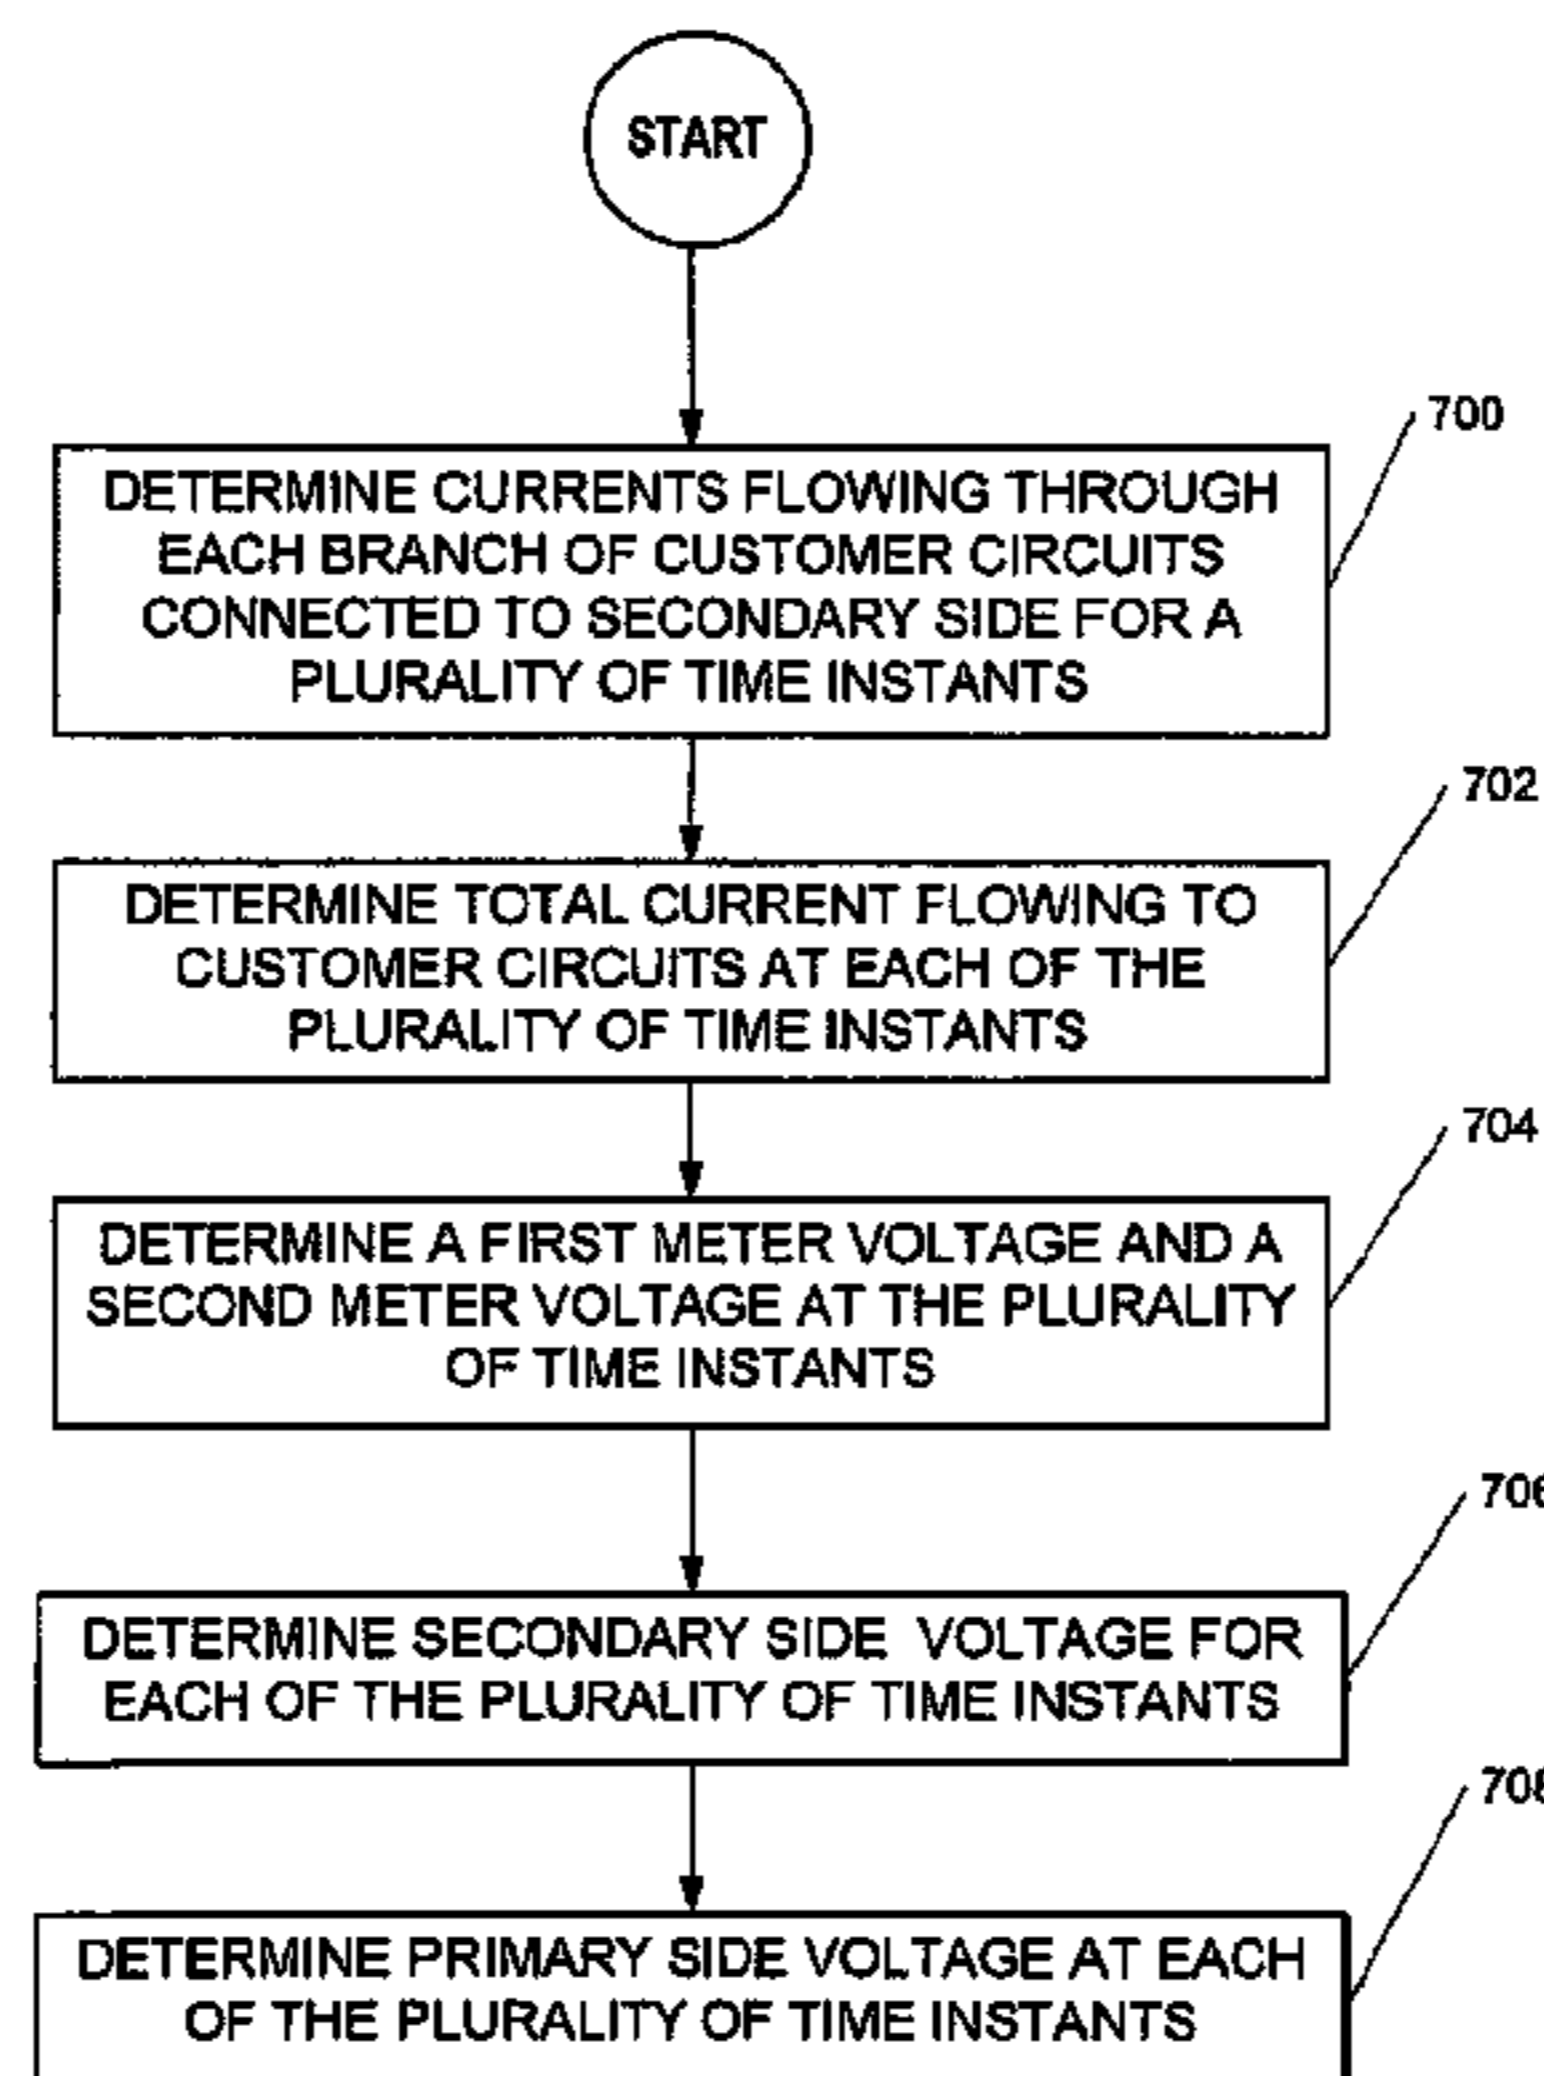 START
700
DETERMINE CURRENTS FLOWING THROUGH
EACH BRANCH OF CUSTOMER CIRCUITS
CONNECTED TO SECONDARY SIDE FOR A
PLURALITY OF TIME INSTANTS
702
DETERMINE TOTAL CURRENT FLOWING TO
CUSTOMER CIRCUITS AT EACH OF THE
PLURALITY OF TIME INSTANTS
704
DETERMINE A FIRST METER VOLTAGE AND A
SECOND METER VOLTAGE AT THE PLURALITY
OF TIME INSTANTS
706
DETERMINE SECONDARY SIDE VOLTAGE FOR
EACH OF THE PLURALITY OF TIME INSTANTS
708
DETERMINE PRIMARY SIDE VOLTAGE AT EACH
OF THE PLURALITY OF TIME INSTANTS